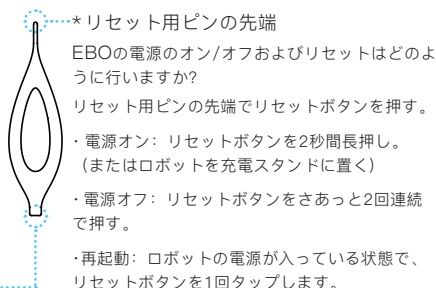 *リセット用ピンの先端
EBOの電源のオン/オフおよびリセットはどのよ
うに行いますか?
リセット用ピンの先端でリセットボタンを押す。
・電源オン: リセットボタンを2秒間長押し。
（またはロボットを充電スタンドに置く）
・電源オフ: リセットボタンをさあっと2回連続
で押す。
・再起動: ロボットの電源が入っている状態で、
リセットボタンを1回タップします。